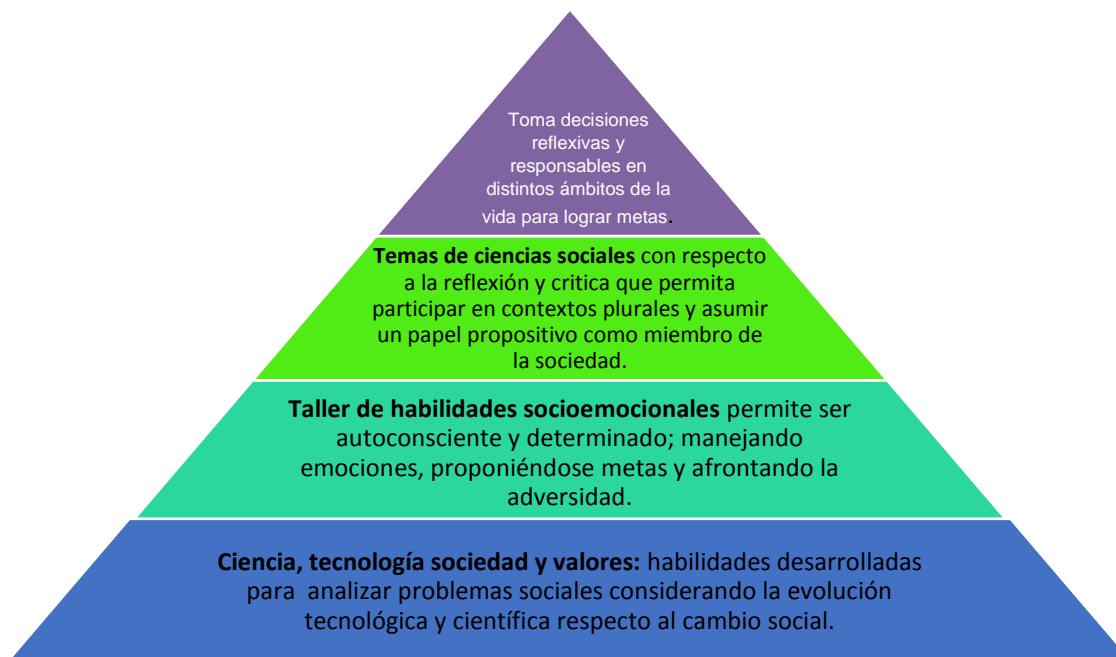 Toma decisiones
reflexivas y
responsables en
distintos ámbitos de la
vida para lograr metas.
Temas de ciencias sociales con respecto
a la reflexión y critica que permita
participar en contextos plurales y asumir
un papel propositivo como miembro de
la sociedad.
Taller de habilidades socioemocionales permite ser
autoconsciente y determinado; manejando
emociones, proponiéndose metas y afrontando la
adversidad.
Ciencia, tecnología sociedad y valores: habilidades desarrolladas
para analizar problemas sociales considerando la evolución
tecnológica y científica respecto al cambio social.